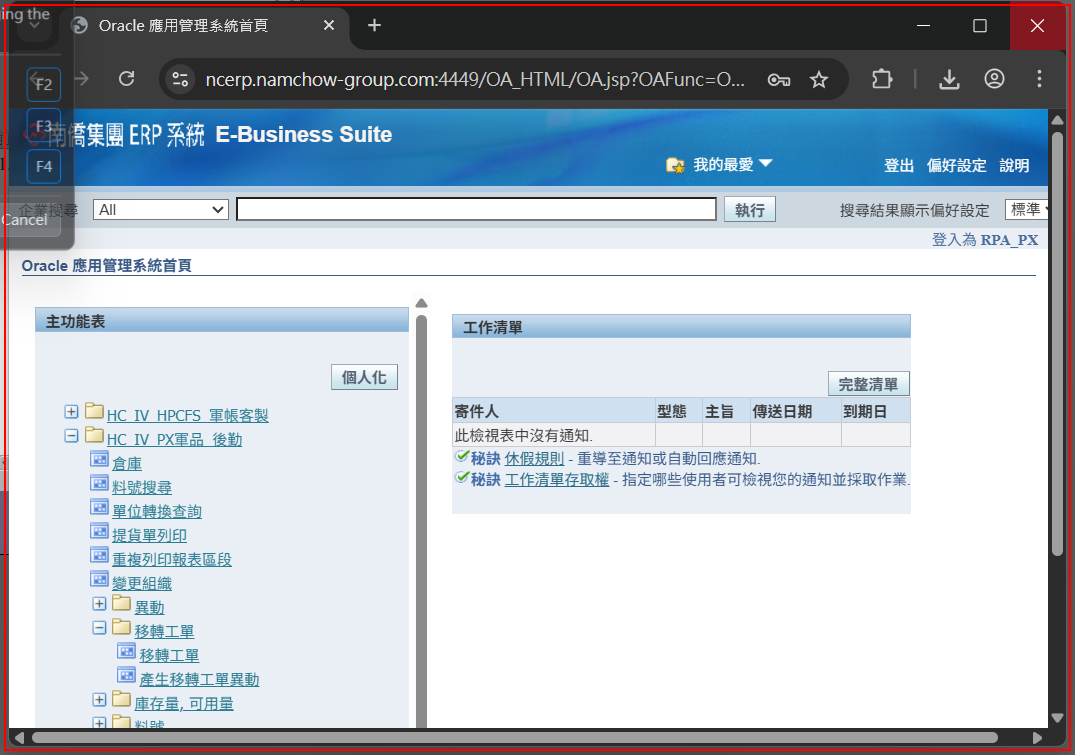 ing the
Oracle 應用管理系統首頁
ncerp.namchow-group.com:4449/OA_HTML/OA.jsp?OAFunc=O...
F2
F3
F4
Cancel
南僑集團 ERP 系統 E-Business Suite
我的最愛
登出 偏好設定 說明
企業搜尋 All 執行 搜尋結果顯示偏好設定 標準
登入為 RPA_PX
Oracle 應用管理系統首頁
主功能表
個人化
HC_IV_HPCFS_軍帳客製
HC_IV_PX軍品_後勤
倉庫
料號搜尋
單位轉換查詢
提貨單列印
重複列印報表區段
變更組織
異動
移轉工單
移轉工單
產生移轉工單異動
庫存量, 可用量
料號
工作清單
完整清單
寄件人 型態 主旨 傳送日期 到期日
此檢視表中沒有通知.
秘訣 休假規則 - 重導至通知或自動回應通知.
秘訣 工作清單存取權 - 指定哪些使用者可檢視您的通知並採取作業.